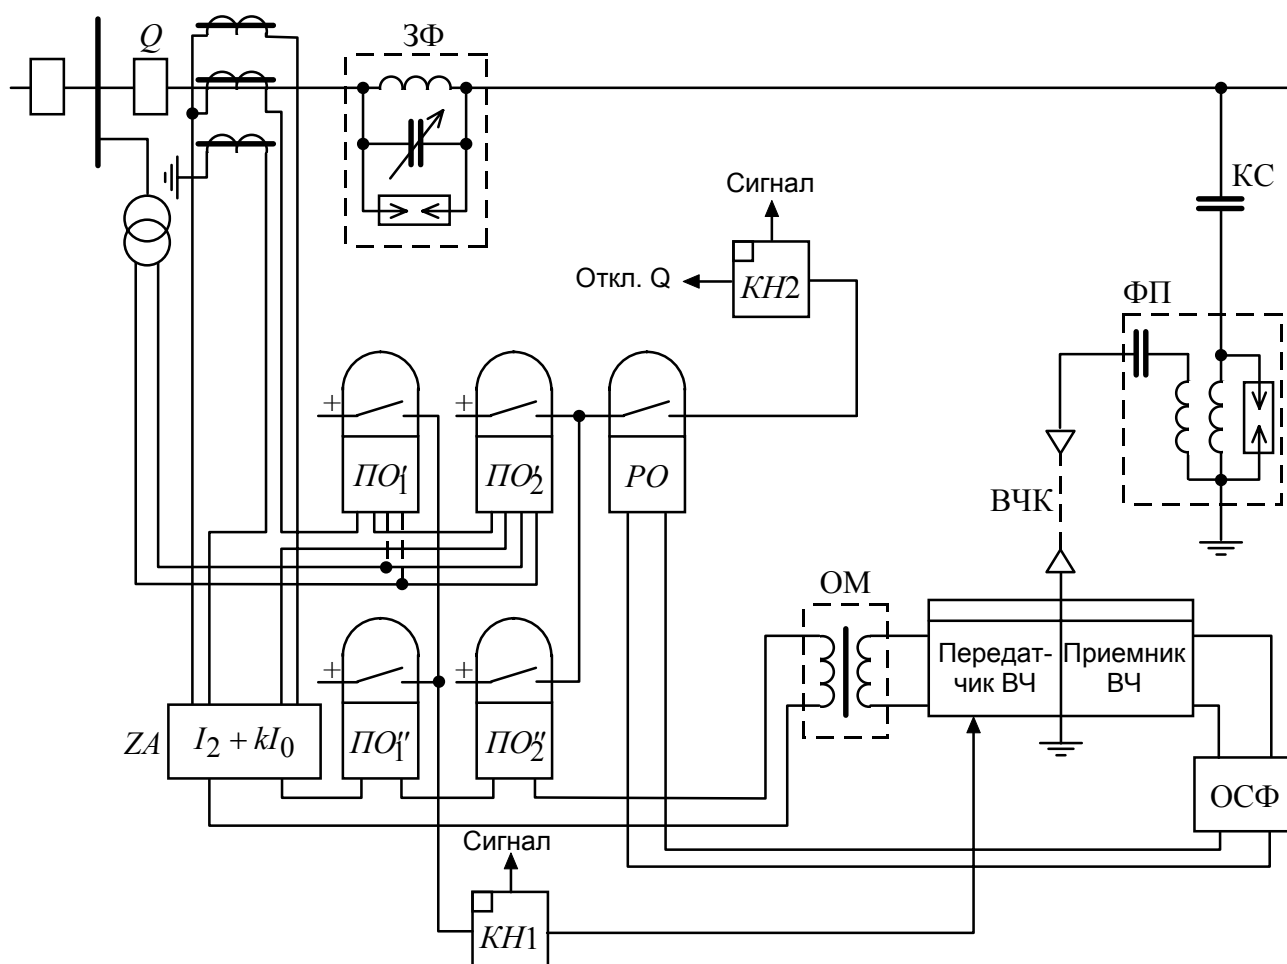 Q
ЗФ
КС
Сигнал
Откл. Q
КН2
ФП
+
+
ПО′1
ПО′2
РО
ВЧК
ОМ
Передат-
чик ВЧ
Приемник
ВЧ
+
+
ZA
I2 + kI0
ПО″1
ПО″2
ОСФ
Сигнал
КН1